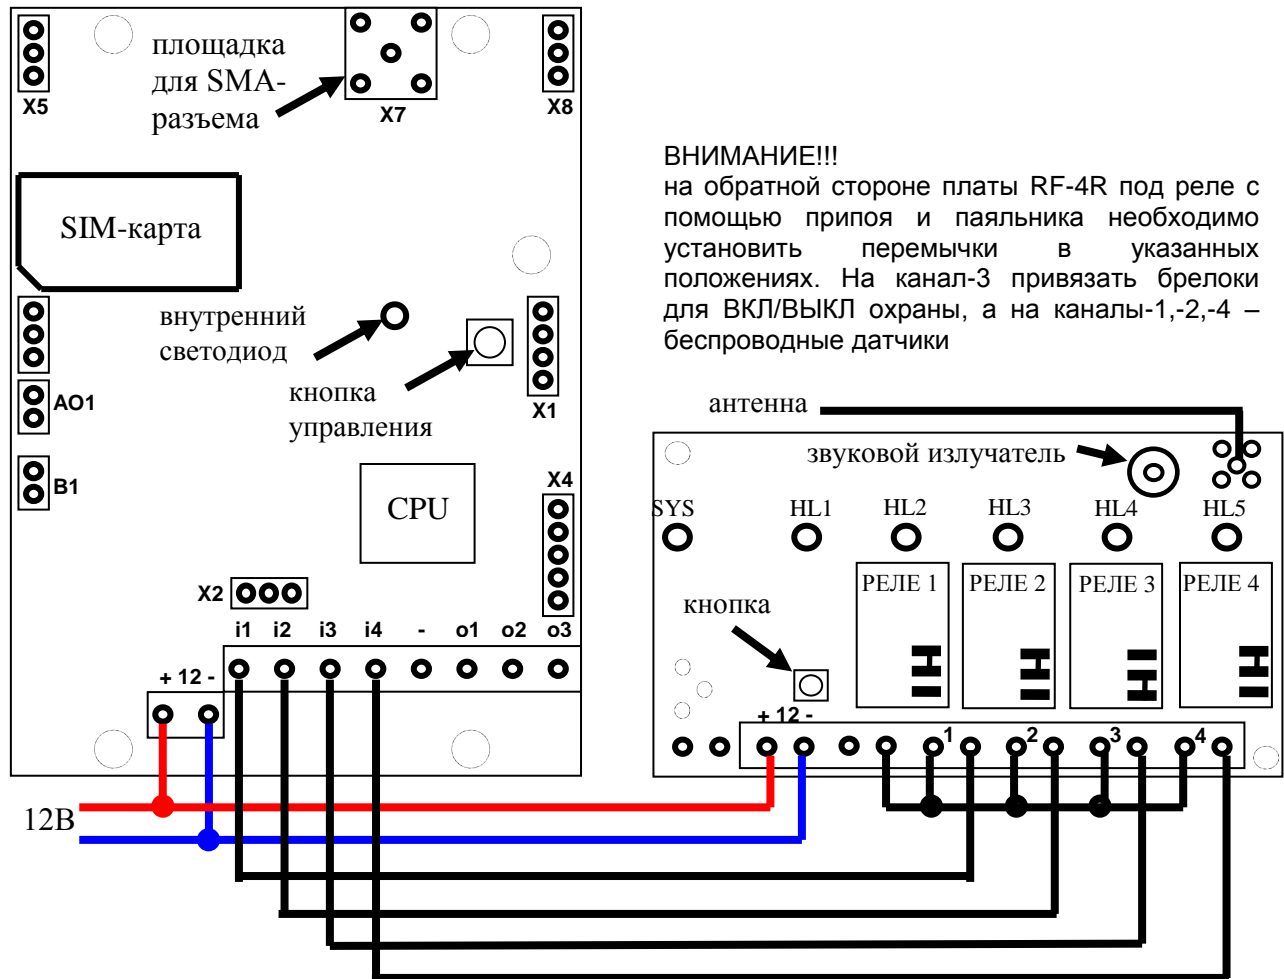 площадка
для SMA-
разъема
X5
X7
X8
ВНИМАНИЕ!!!
на обратной стороне платы RF-4R под реле с
помощью припоя и паяльника необходимо
установить перемычки в указанных
положениях. На канал-3 привязать брелоки
для ВКЛ/ВЫКЛ охраны, а на каналы-1,-2,-4 –
беспроводные датчики
SIM-карта
внутренний
светодиод
кнопка
управления
X1
AO1
B1
CPU
X4
X2
i1 i2 i3 i4 - o1 o2 o3
+ 12 -
12В
антенна
звуковой излучатель
SYS HL1 HL2 HL3 HL4 HL5
РЕЛЕ 1 РЕЛЕ 2 РЕЛЕ 3 РЕЛЕ 4
кнопка
+ 12 -
1 2 3 4